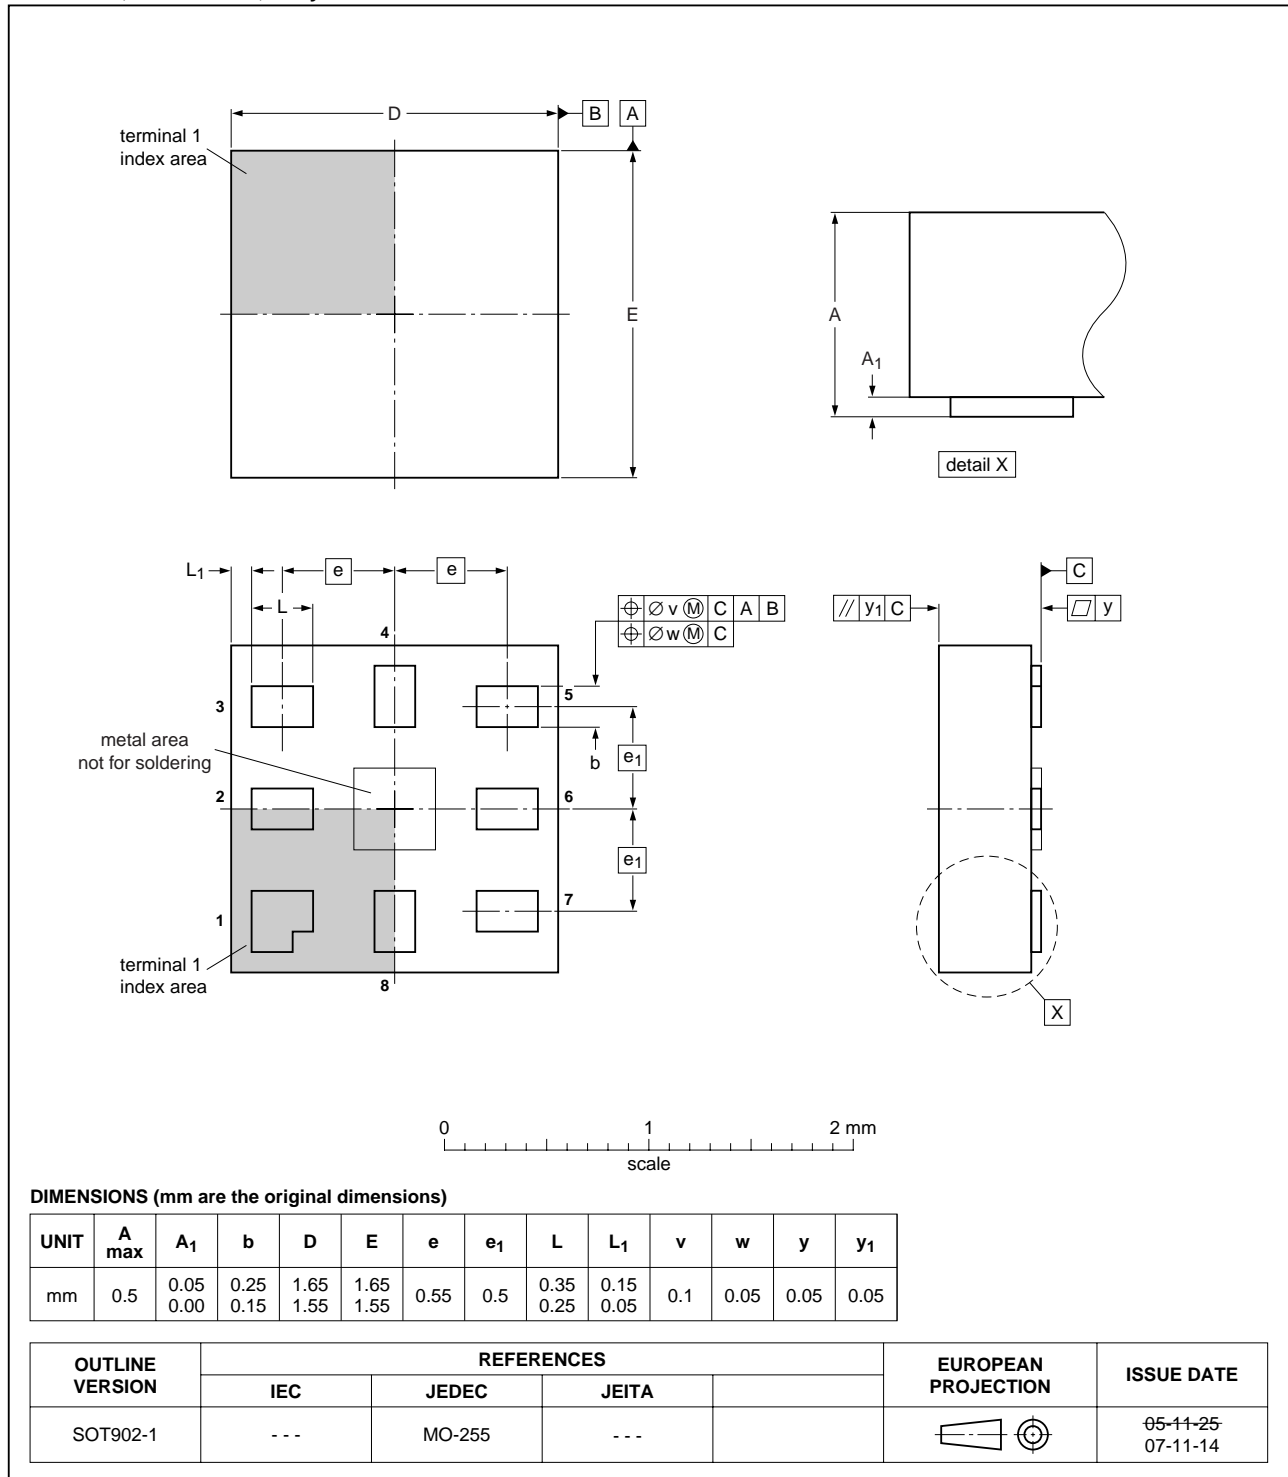 D
B
A
terminal 1
index area
E
A
A1
detail X
L1
e
e
L
4
⌖ ⌀ v Ⓜ C A B
⌖ ⌀ w Ⓜ C
// y1 C
C
⏥ y
3
5
b
e1
metal area
not for soldering
2
6
e1
1
7
terminal 1
index area
8
X
0 1 2 mm
scale
DIMENSIONS (mm are the original dimensions)
UNIT A max A1 b D E e e1 L L1 v w y y1
mm 0.5 0.05 0.00 0.25 0.15 1.65 1.55 1.65 1.55 0.55 0.5 0.35 0.25 0.15 0.05 0.1 0.05 0.05 0.05
OUTLINE VERSION REFERENCES EUROPEAN PROJECTION ISSUE DATE
IEC JEDEC JEITA
SOT902-1 - - - MO-255 - - - 05-11-25
07-11-14